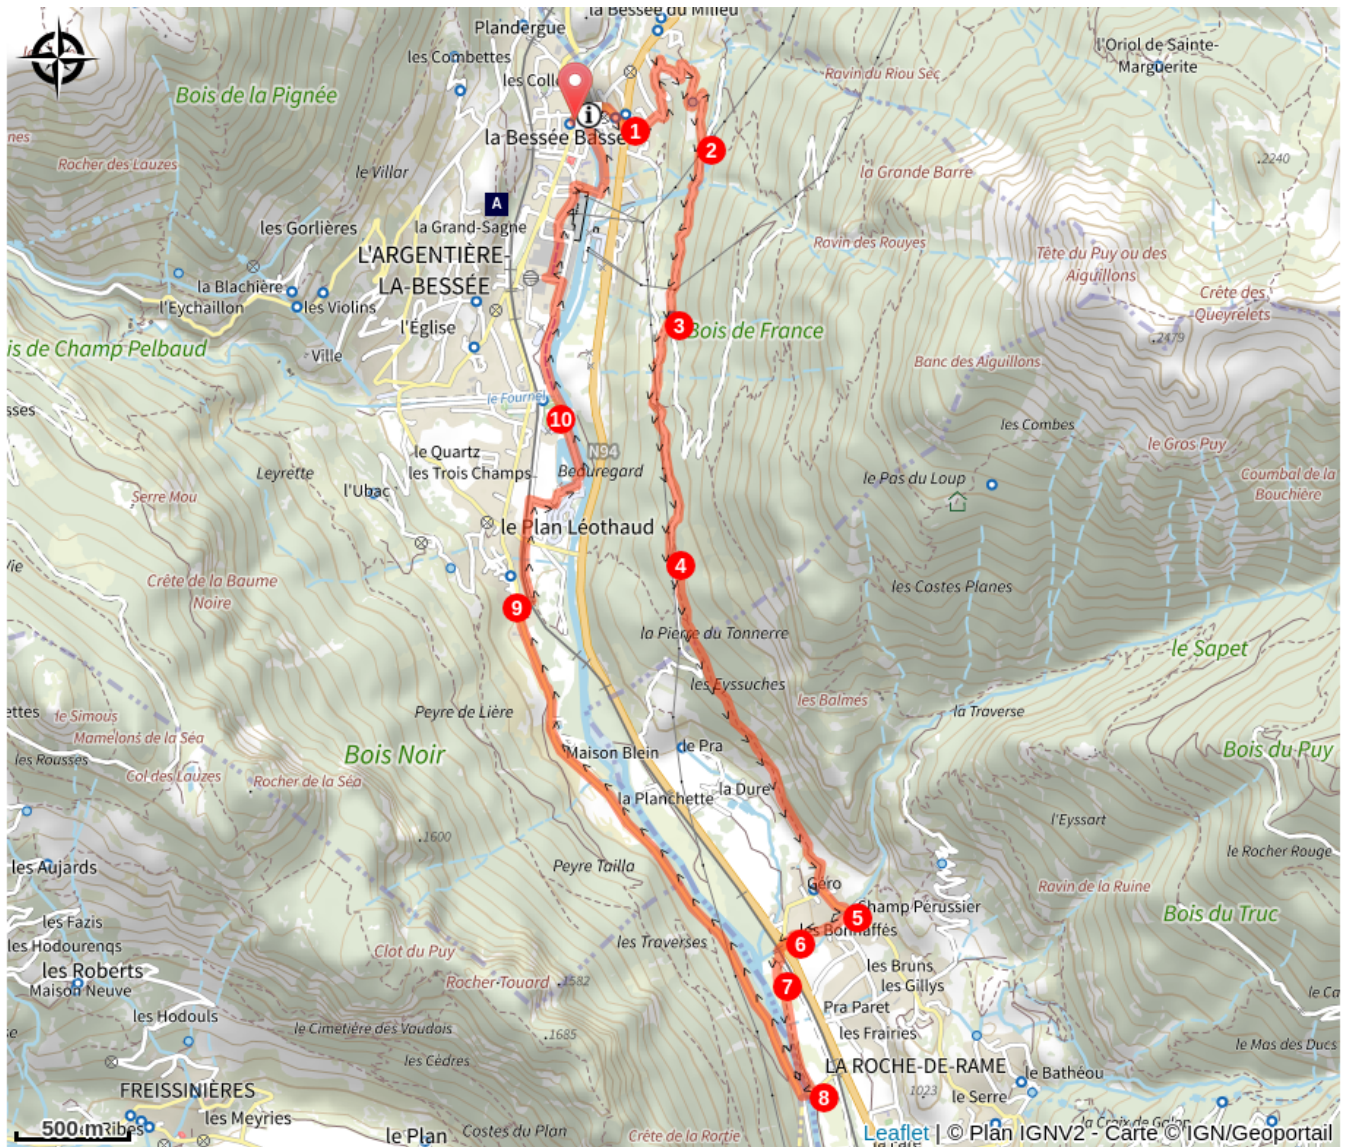 la Bessée du Milieu
Plandergue
les Combettes
l'Oriol de Sainte-
Marguerite
les Coll
Ravin du Riou Sec
Bois de la Pignée
i
la Bessée Basse
1
2
nes
Rocher des Lauzes
le Villar
2240
la Grande Barre
A
les Gorlières
la Grand-Sagne
Ravin des Rouyes
L'ARGENTIÈRE-
LA-BESSÉE
Tête du Puy ou des
Aiguillons
la Blachière
l'Eychaillon
les Violins
Crête des
Queyrelets
l'Église
3
Bois de France
2479
is de Champ Pelbaud
Ville
Banc des Aiguillons
le Fournel
sses
10
les Combes
le Gros Puy
N94
le Quartz
les Trois Champs
Beauregard
Leyrette
l'Ubac
le Pas du Loup
Coumbal de la
Bouchière
Serre Mou
le Plan Léothaud
Vie
4
Crête de la Baume
Noire
les Costes Planes
9
la Pierre du Tonnerre
le Sapet
les Eyssuches
les Balmes
ettes
le Simous
Peyre de Lière
la Traverse
Mamelons de la Séa
les Rousses
Bois Noir
Maison Blein
de Pra
Bois du Puy
Col des Lauzes
Rocher de la Séa
la Planchette
la Dure
l'Eyssart
1600
le Rocher Rouge
les Aujards
Peyre Tailla
Géro
Ravin de la Ruine
5
Champ Pérussier
Bois du Truc
les Fazis
les Bonnaffés
les Hodourenqs
les Traverses
6
Clot du Puy
les Bruns
les Roberts
Maison Neuve
Rocher-Touard
1582
7
les Gillys
le Ca
Pra Paret
les Hodouls
le Cimetière des Vaudois
1685
les Frairies
le Mas des Ducs
les Cèdres
LA ROCHE-DE-RAME
le Bathéou
FREISSINIÈRES
8
1023
le Serre
les Meyries
500 m
Ribes
le Plan
Costes du Plan
Crête de la Rortie
Leaflet | © Plan IGNV2 - Carte © IGN/Geoportail